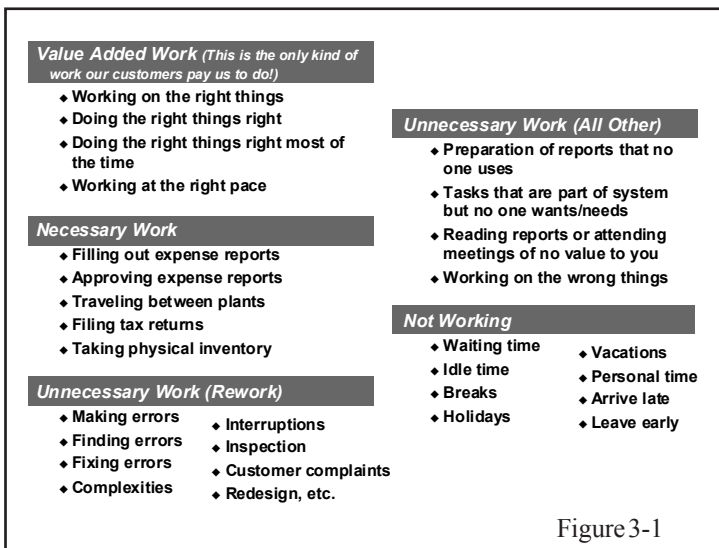 Value Added Work (This is the only kind of
work our customers pay us to do!)
◆ Working on the right things
◆ Doing the right things right
◆ Doing the right things right most of
the time
◆ Working at the right pace
Necessary Work
◆ Filling out expense reports
◆ Approving expense reports
◆ Traveling between plants
◆ Filing tax returns
◆ Taking physical inventory
Unnecessary Work (Rework)
◆ Making errors
◆ Finding errors
◆ Fixing errors
◆ Complexities
◆ Interruptions
◆ Inspection
◆ Customer complaints
◆ Redesign, etc.
Unnecessary Work (All Other)
◆ Preparation of reports that no
one uses
◆ Tasks that are part of system
but no one wants/needs
◆ Reading reports or attending
meetings of no value to you
◆ Working on the wrong things
Not Working
◆ Waiting time
◆ Idle time
◆ Breaks
◆ Holidays
◆ Vacations
◆ Personal time
◆ Arrive late
◆ Leave early
Figure 3-1